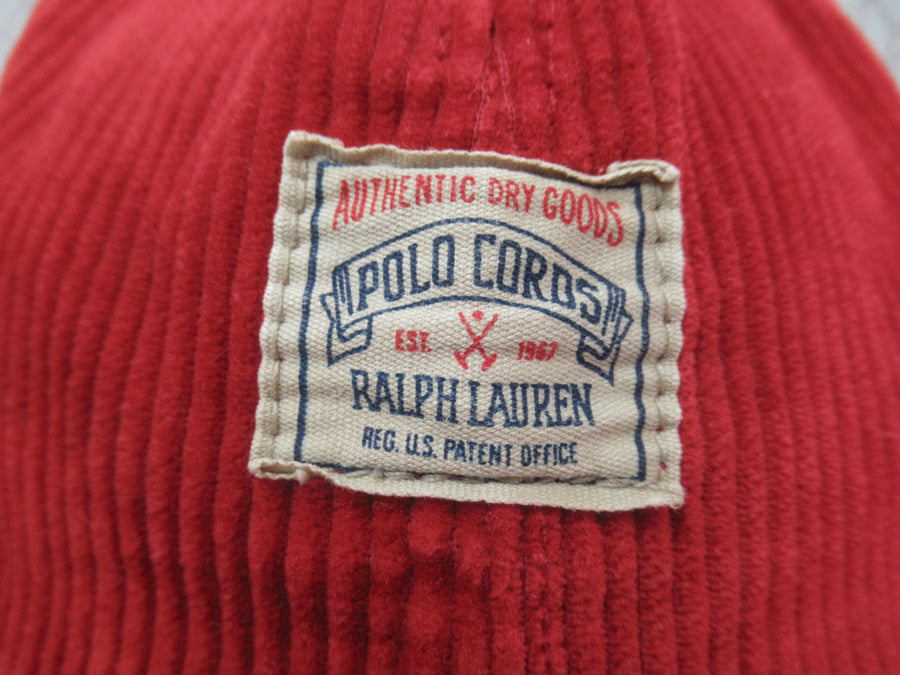 AUTHENTIC DRY GOODS
POLO CORDS
EST. 1967
RALPH LAUREN
REG. U.S. PATENT OFFICE